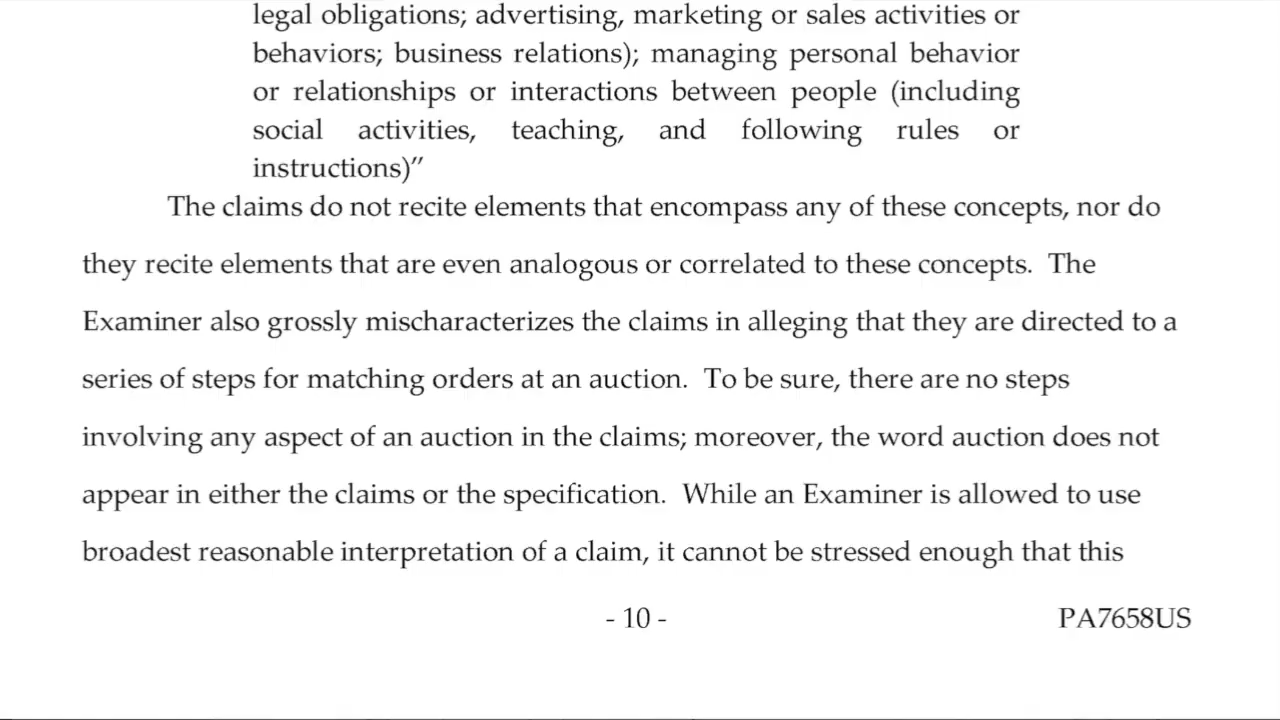 legal obligations; advertising, marketing or sales activities or
behaviors; business relations); managing personal behavior
or relationships or interactions between people (including
social activities, teaching, and following rules or
instructions)”
The claims do not recite elements that encompass any of these concepts, nor do
they recite elements that are even analogous or correlated to these concepts. The
Examiner also grossly mischaracterizes the claims in alleging that they are directed to a
series of steps for matching orders at an auction. To be sure, there are no steps
involving any aspect of an auction in the claims; moreover, the word auction does not
appear in either the claims or the specification. While an Examiner is allowed to use
broadest reasonable interpretation of a claim, it cannot be stressed enough that this
- 10 -
PA7658US